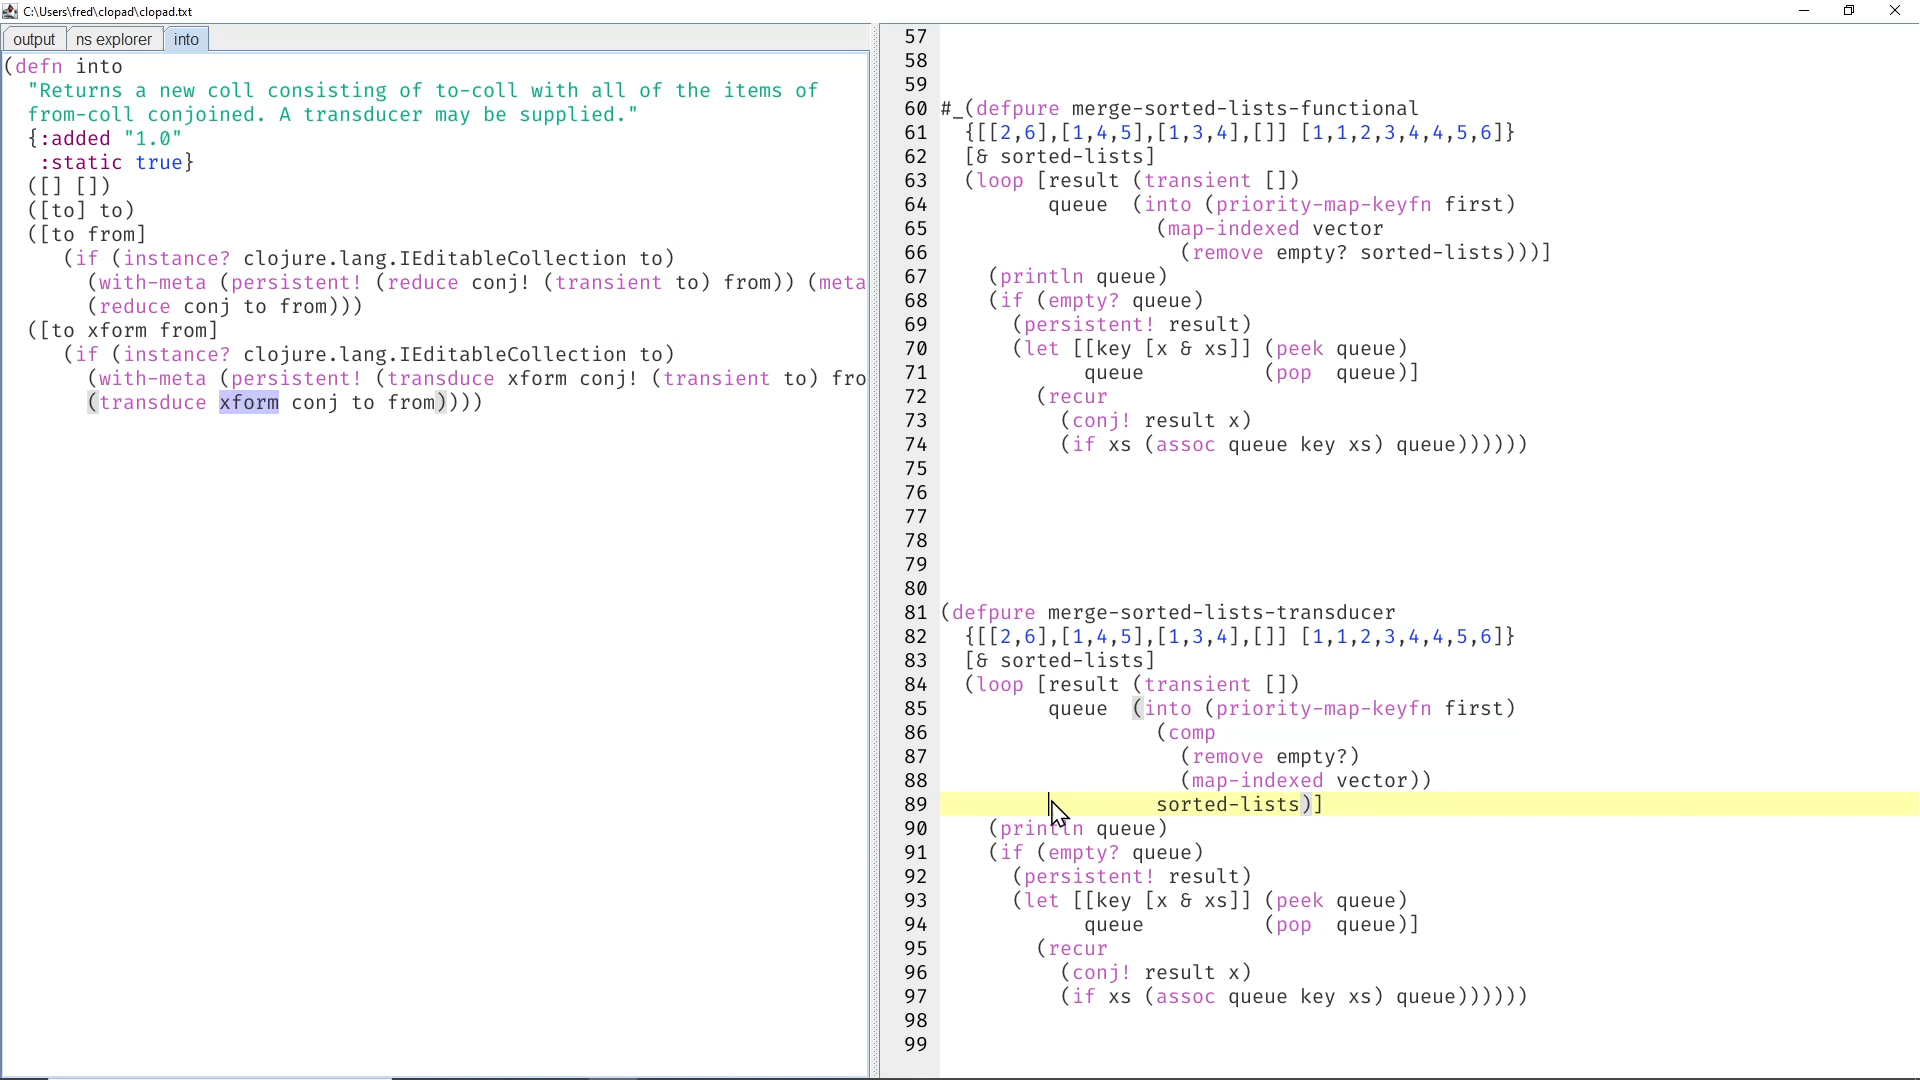 C:\Users\fred\clopad\clopad.txt
output ns explorer into
(defn into
"Returns a new coll consisting of to-coll with all of the items of
from-coll conjoined. A transducer may be supplied."
{:added "1.0"
:static true}
([] [])
([to] to)
([to from]
(if (instance? clojure.lang.IEditableCollection to)
(with-meta (persistent! (reduce conj! (transient to) from)) (meta
(reduce conj to from)))
([to xform from]
(if (instance? clojure.lang.IEditableCollection to)
(with-meta (persistent! (transduce xform conj! (transient to) fro
(transduce xform conj to from))))
57
58
59
60 #_(defpure merge-sorted-lists-functional
61 {[[2,6],[1,4,5],[1,3,4],[]] [1,1,2,3,4,4,5,6]}
62 [& sorted-lists]
63 (loop [result (transient [])
64 queue (into (priority-map-keyfn first)
65 (map-indexed vector
66 (remove empty? sorted-lists)))]
67 (println queue)
68 (if (empty? queue)
69 (persistent! result)
70 (let [[key [x & xs]] (peek queue)
71 queue (pop queue)]
72 (recur
73 (conj! result x)
74 (if xs (assoc queue key xs) queue))))))
75
76
77
78
79
80
81 (defpure merge-sorted-lists-transducer
82 {[[2,6],[1,4,5],[1,3,4],[]] [1,1,2,3,4,4,5,6]}
83 [& sorted-lists]
84 (loop [result (transient [])
85 queue (into (priority-map-keyfn first)
86 (comp
87 (remove empty?)
88 (map-indexed vector))
89 sorted-lists)]
90 (println queue)
91 (if (empty? queue)
92 (persistent! result)
93 (let [[key [x & xs]] (peek queue)
94 queue (pop queue)]
95 (recur
96 (conj! result x)
97 (if xs (assoc queue key xs) queue))))))
98
99